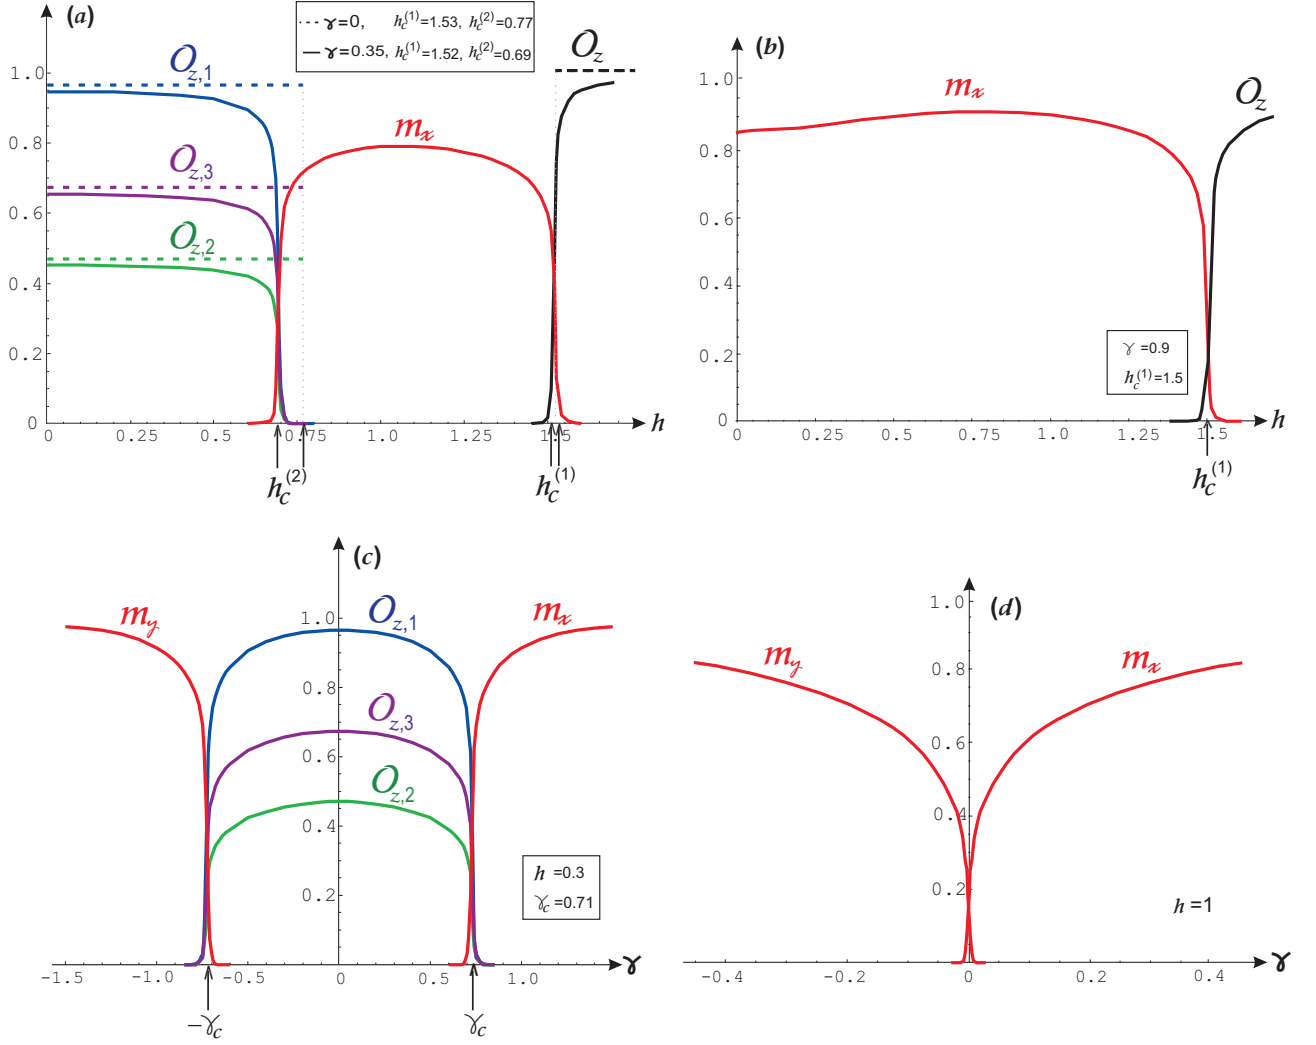 (a)
γ=0, h_c^(1)=1.53, h_c^(2)=0.77
γ=0.35, h_c^(1)=1.52, h_c^(2)=0.69
O_z,1
O_z,3
O_z,2
m_x
O_z
1.0
0.8
0.6
0.4
0.2
0
0 0.25 0.5 0.75 1.0 1.25 1.5 h
h_c^(2) h_c^(1)
(b)
m_x
O_z
1.0
0.8
0.6
0.4
0.2
0
γ=0.9
h_c^(1)=1.5
0 0.25 0.5 0.75 1.0 1.25 1.5 h
h_c^(1)
(c)
m_y
O_z,1
m_x
O_z,3
O_z,2
1.0
0.8
0.6
0.4
0.2
h=0.3
γ_c=0.71
-1.5 -1.0 -0.5 0 0.5 1.0 γ
-γ_c γ_c
(d)
m_y m_x
1.0
0.8
0.6
0.4
0.2
h=1
-0.4 -0.2 0 0.2 0.4 γ